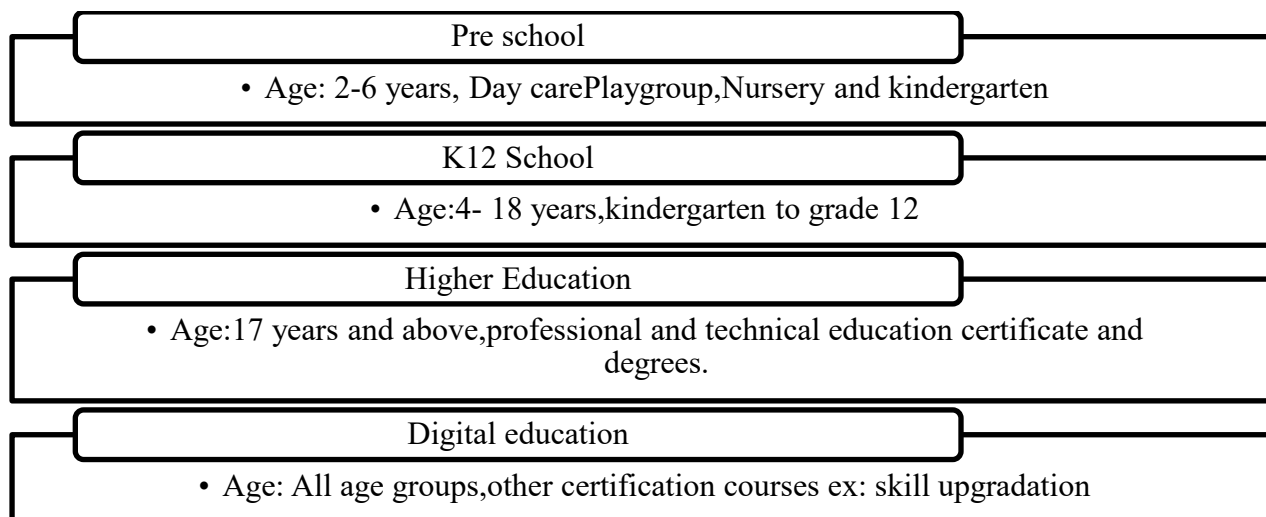 Pre school
• Age: 2-6 years, Day carePlaygroup,Nursery and kindergarten
K12 School
• Age:4- 18 years,kindergarten to grade 12
Higher Education
• Age:17 years and above,professional and technical education certificate and
degrees.
Digital education
• Age: All age groups,other certification courses ex: skill upgradation